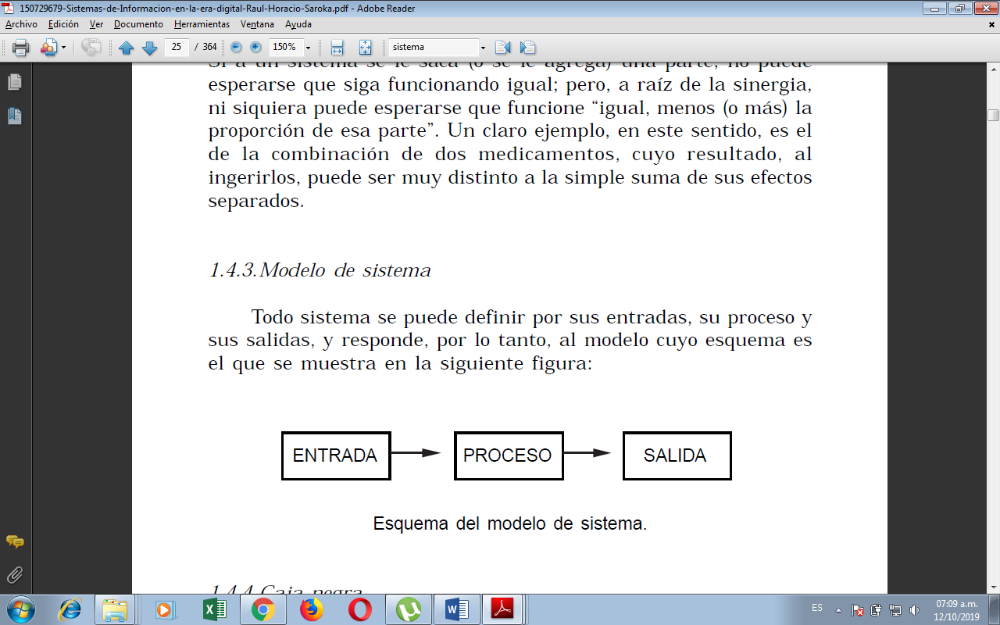 150729679-Sistemas-de-Informacion-en-la-era-digital-Raul-Horacio-Saroka.pdf - Adobe Reader
Archivo Edición Ver Documento Herramientas Ventana Ayuda
25 / 364 150% sistema
Si a un sistema se le saca (o se le agrega) una parte, no puede
esperarse que siga funcionando igual; pero, a raíz de la sinergia,
ni siquiera puede esperarse que funcione “igual, menos (o más) la
proporción de esa parte”. Un claro ejemplo, en este sentido, es el
de la combinación de dos medicamentos, cuyo resultado, al
ingerirlos, puede ser muy distinto a la simple suma de sus efectos
separados.
1.4.3. Modelo de sistema
Todo sistema se puede definir por sus entradas, su proceso y
sus salidas, y responde, por lo tanto, al modelo cuyo esquema es
el que se muestra en la siguiente figura:
ENTRADA PROCESO SALIDA
Esquema del modelo de sistema.
1.4.4. Caja negra
ES 07:09 a.m.
12/10/2019